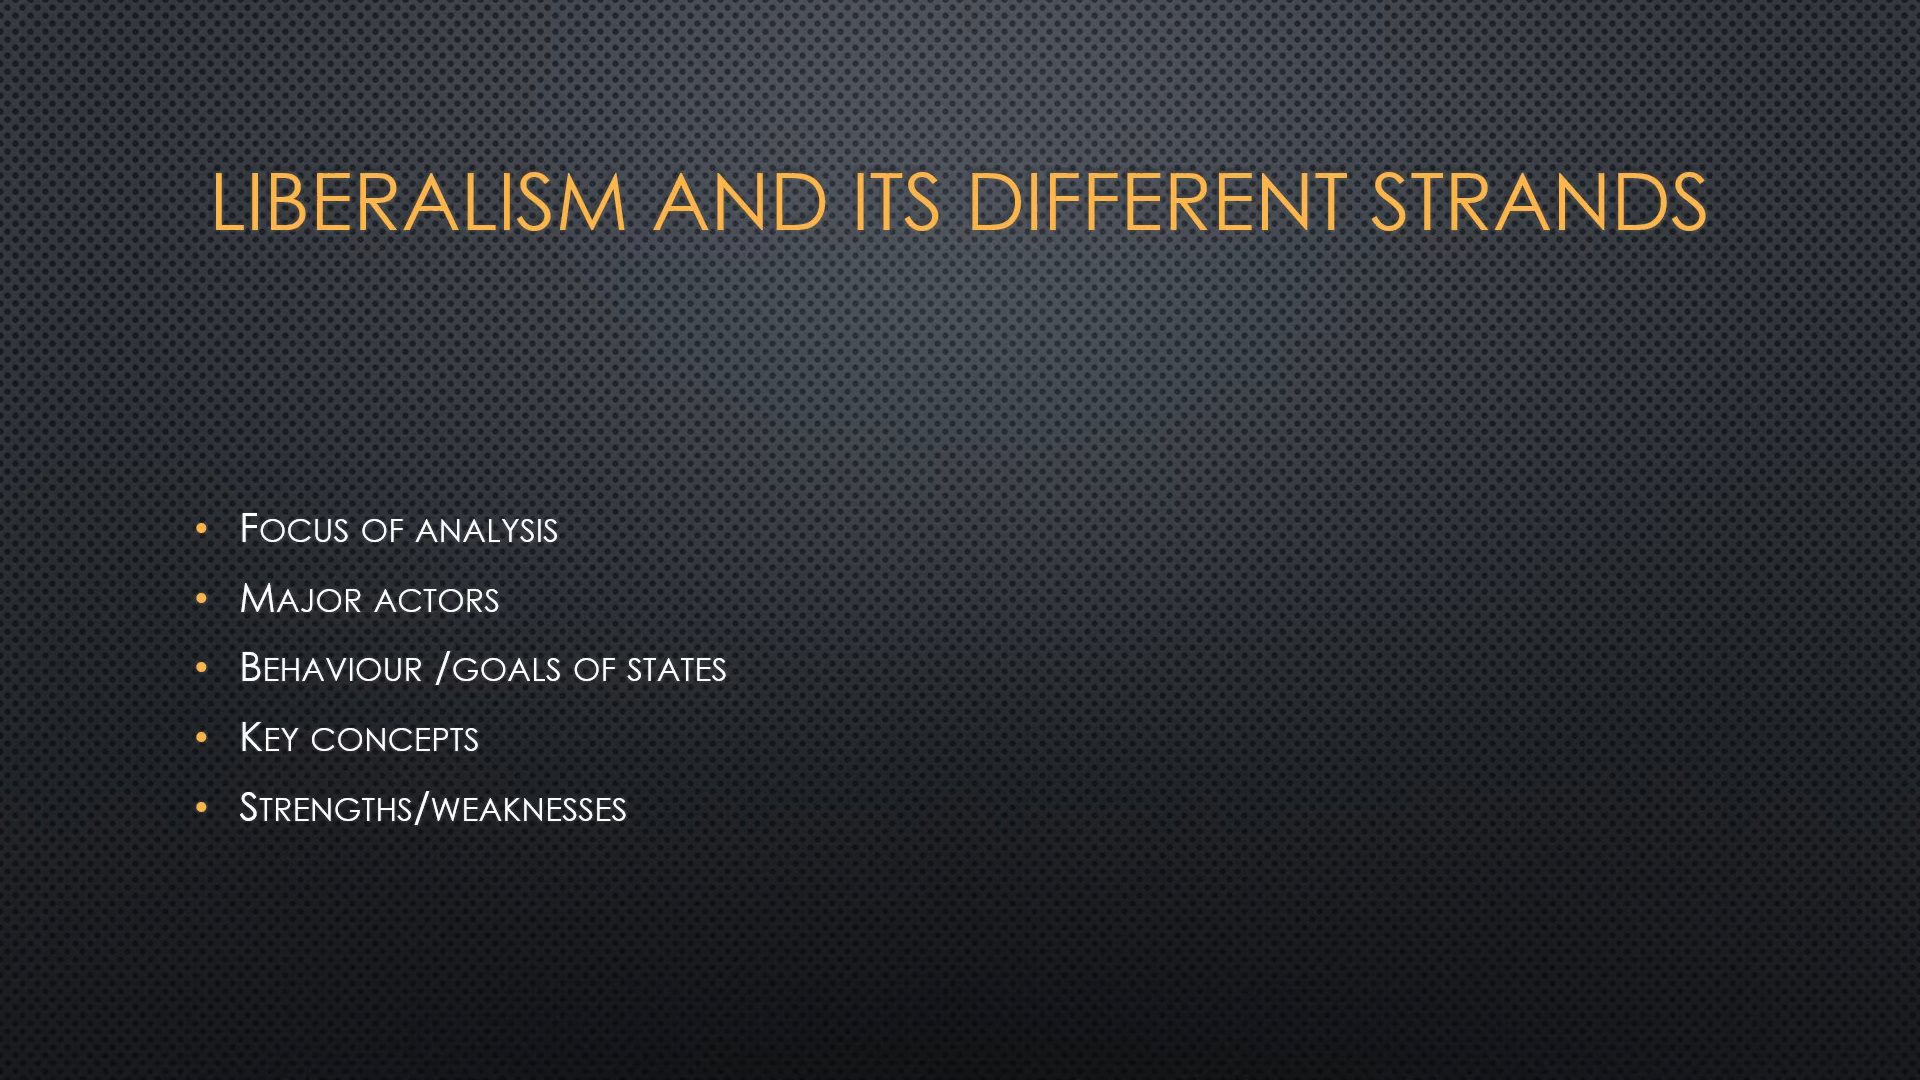 LIBERALISM AND ITS DIFFERENT STRANDS
• Focus of analysis
• Major actors
• Behaviour /goals of states
• Key concepts
• Strengths/weaknesses